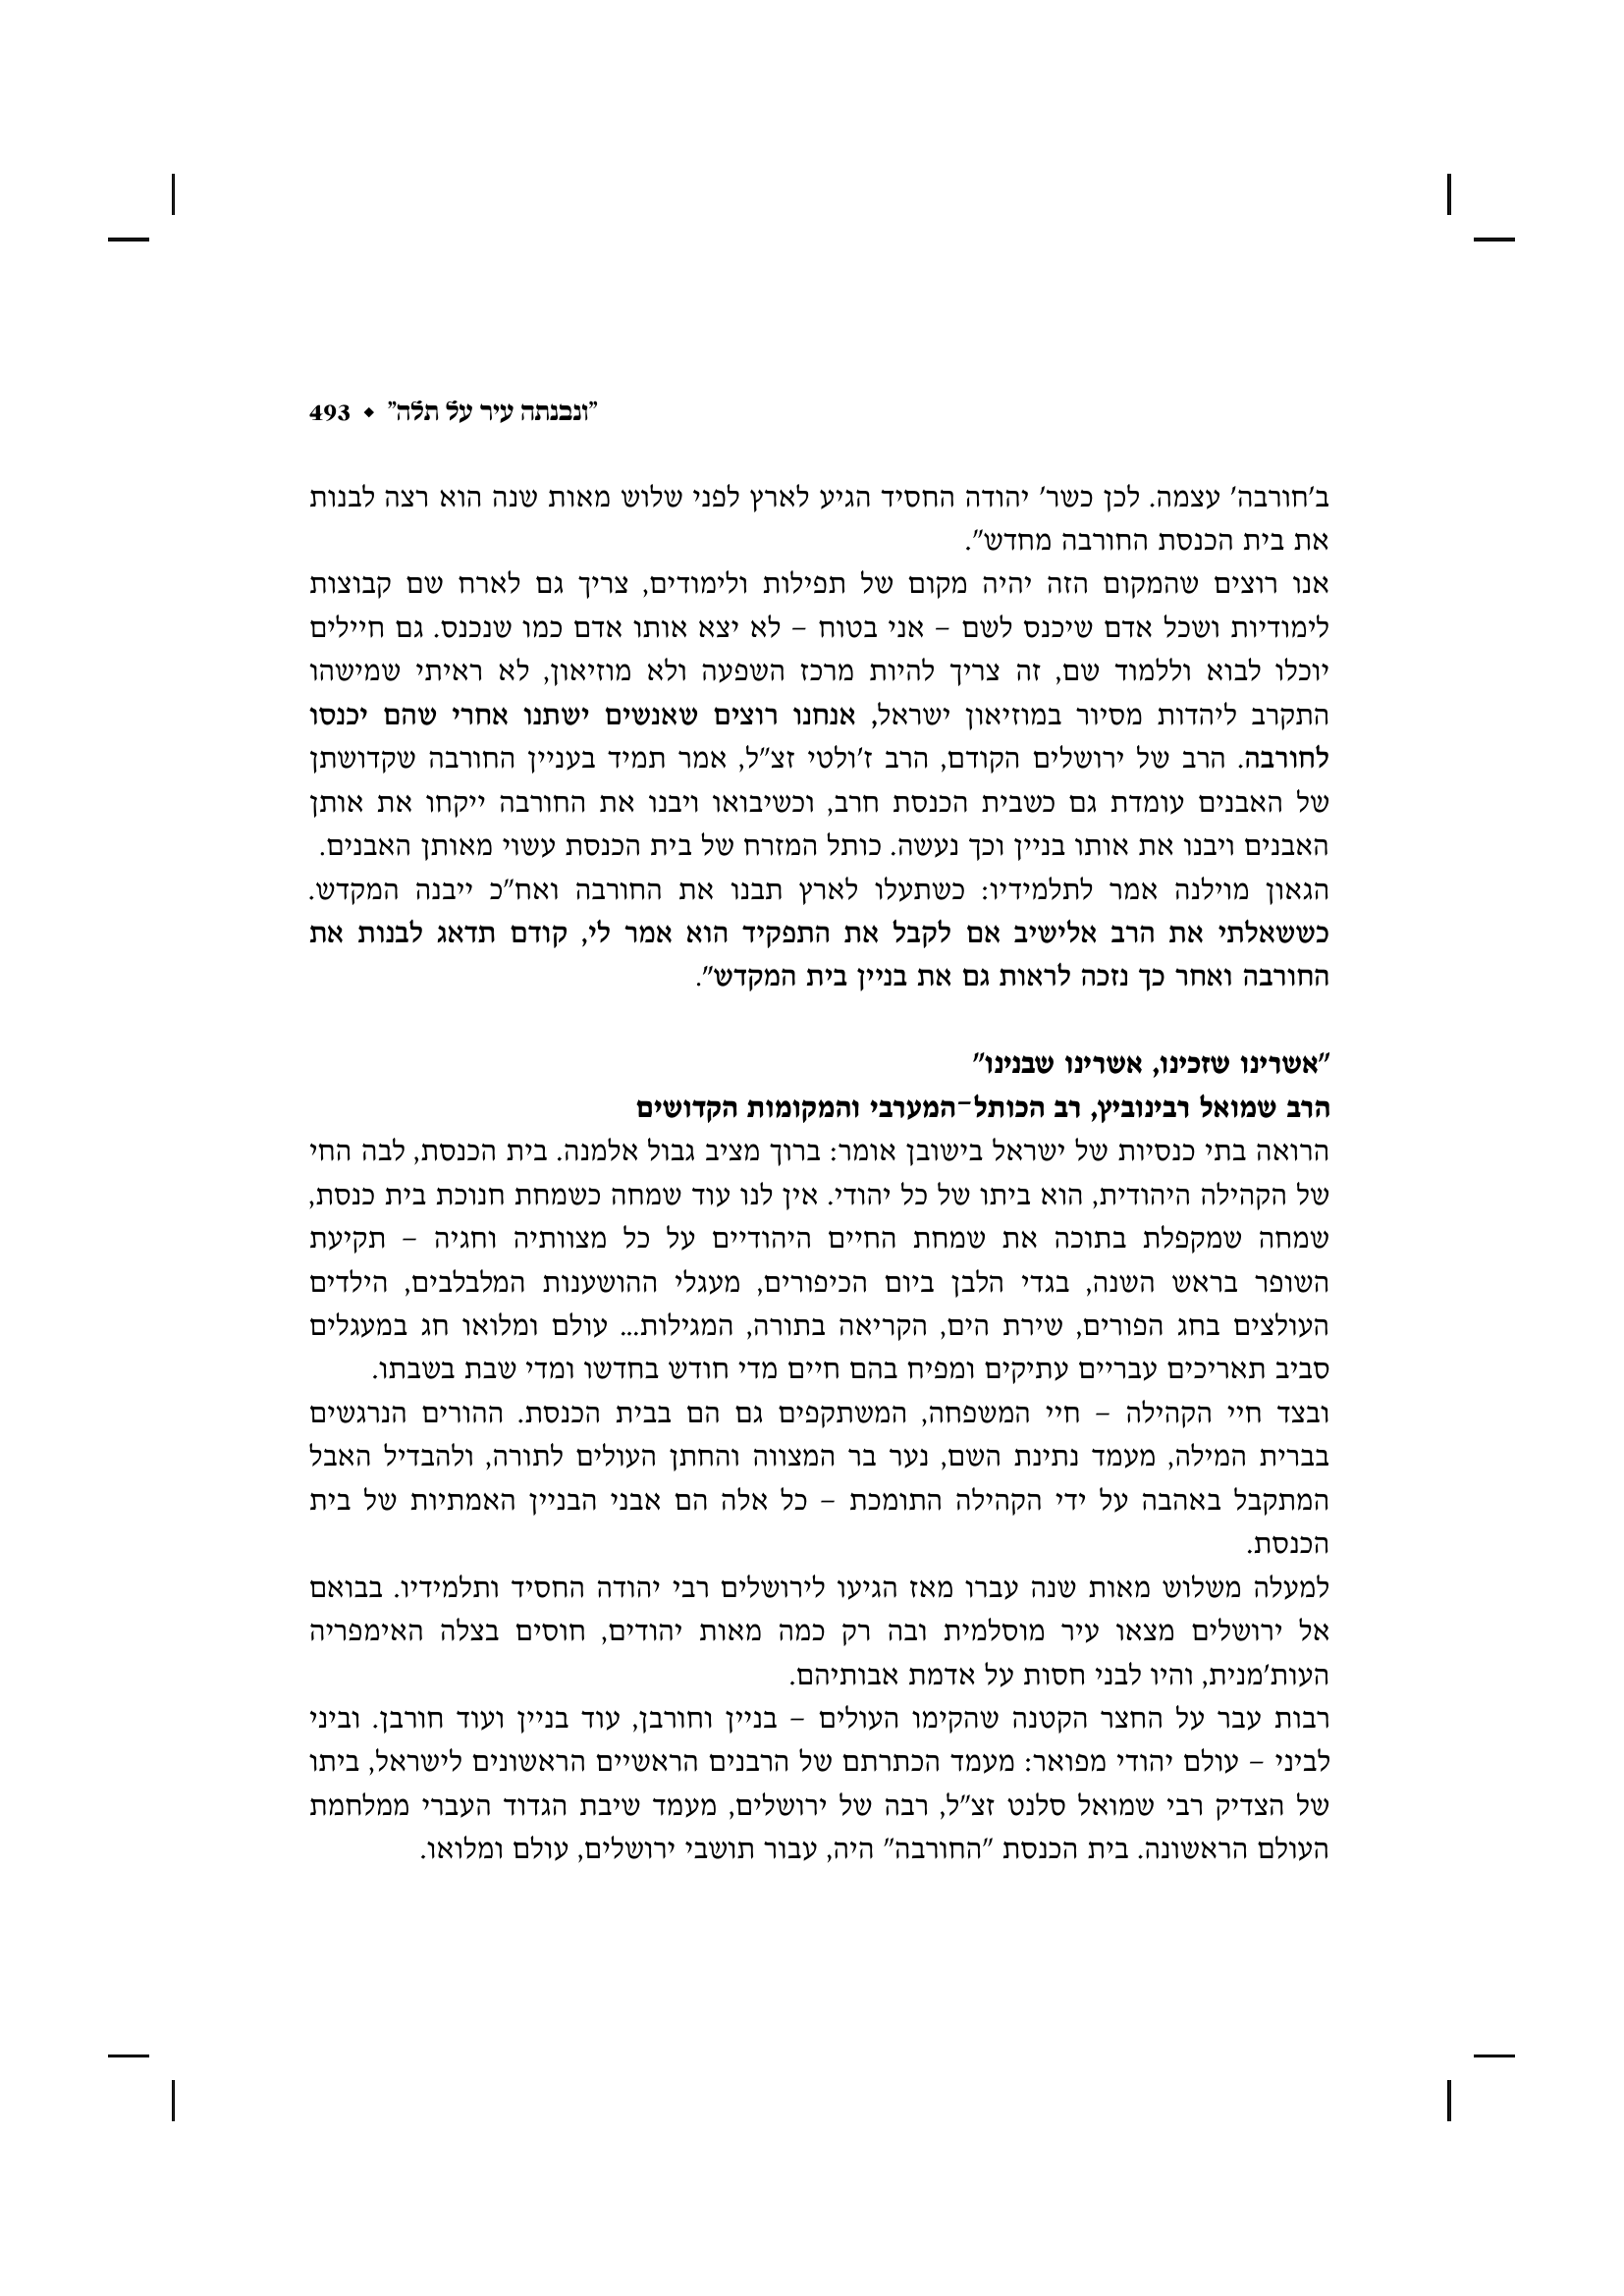 "ונבנתה עיר על תלה" ◆ 493
ב'חורבה' עצמה. לכן כשר' יהודה החסיד הגיע לארץ לפני שלוש מאות שנה הוא רצה לבנות
את בית הכנסת החורבה מחדש".
אנו רוצים שהמקום הזה יהיה מקום של תפילות ולימודים, צריך גם לארח שם קבוצות
לימודיות ושכל אדם שיכנס לשם – אני בטוח – לא יצא אותו אדם כמו שנכנס. גם חיילים
יוכלו לבוא וללמוד שם, זה צריך להיות מרכז השפעה ולא מוזיאון, לא ראיתי שמישהו
התקרב ליהדות מסיור במוזיאון ישראל, אנחנו רוצים שאנשים ישתנו אחרי שהם יכנסו
לחורבה. הרב של ירושלים הקודם, הרב ז'ולטי זצ"ל, אמר תמיד בעניין החורבה שקדושתן
של האבנים עומדת גם כשבית הכנסת חרב, וכשיבואו ויבנו את החורבה ייקחו את אותן
האבנים ויבנו את אותו בניין וכך נעשה. כותל המזרח של בית הכנסת עשוי מאותן האבנים.
הגאון מוילנה אמר לתלמידיו: כשתעלו לארץ תבנו את החורבה ואח"כ ייבנה המקדש.
כששאלתי את הרב אלישיב אם לקבל את התפקיד הוא אמר לי, קודם תדאג לבנות את
החורבה ואחר כך נזכה לראות גם את בניין בית המקדש".
"אשרינו שזכינו, אשרינו שבנינו"
הרב שמואל רבינוביץ, רב הכותל־המערבי והמקומות הקדושים
הרואה בתי כנסיות של ישראל בישובן אומר: ברוך מציב גבול אלמנה. בית הכנסת, לבה החי
של הקהילה היהודית, הוא ביתו של כל יהודי. אין לנו עוד שמחה כשמחת חנוכת בית כנסת,
שמחה שמקפלת בתוכה את שמחת החיים היהודיים על כל מצוותיה וחגיה – תקיעת
השופר בראש השנה, בגדי הלבן ביום הכיפורים, מעגלי ההושענות המלבלבים, הילדים
העולצים בחג הפורים, שירת הים, הקריאה בתורה, המגילות... עולם ומלואו חג במעגלים
סביב תאריכים עבריים עתיקים ומפיח בהם חיים מדי חודש בחדשו ומדי שבת בשבתו.
ובצד חיי הקהילה – חיי המשפחה, המשתקפים גם הם בבית הכנסת. ההורים הנרגשים
בברית המילה, מעמד נתינת השם, נער בר המצווה והחתן העולים לתורה, ולהבדיל האבל
המתקבל באהבה על ידי הקהילה התומכת – כל אלה הם אבני הבניין האמתיות של בית
הכנסת.
למעלה משלוש מאות שנה עברו מאז הגיעו לירושלים רבי יהודה החסיד ותלמידיו. בבואם
אל ירושלים מצאו עיר מוסלמית ובה רק כמה מאות יהודים, חוסים בצלה האימפריה
העות'מנית, והיו לבני חסות על אדמת אבותיהם.
רבות עבר על החצר הקטנה שהקימו העולים – בניין וחורבן, עוד בניין ועוד חורבן. וביני
לביני – עולם יהודי מפואר: מעמד הכתרתם של הרבנים הראשיים הראשונים לישראל, ביתו
של הצדיק רבי שמואל סלנט זצ"ל, רבה של ירושלים, מעמד שיבת הגדוד העברי ממלחמת
העולם הראשונה. בית הכנסת "החורבה" היה, עבור תושבי ירושלים, עולם ומלואו.